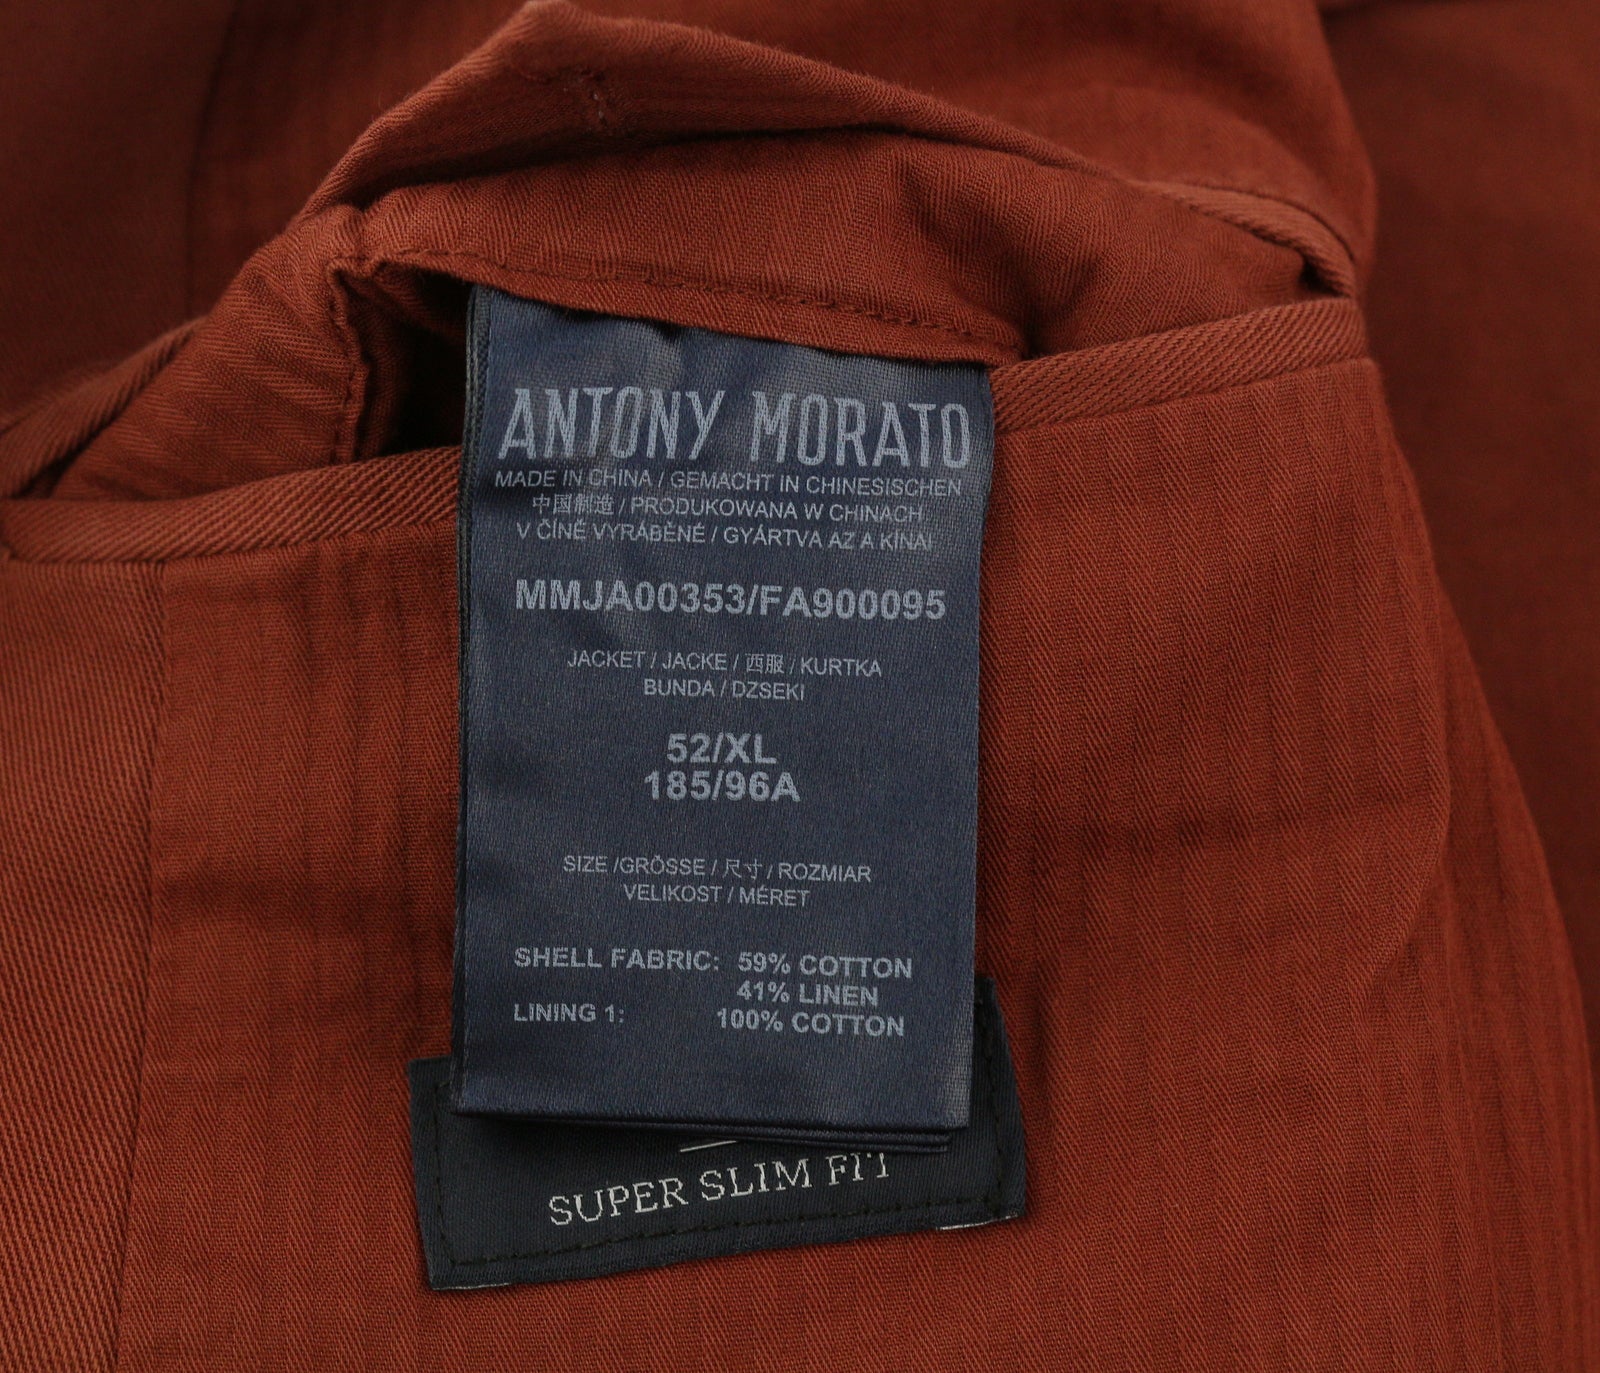 ANTONY MORATO
MADE IN CHINA / GEMACHT IN CHINESISCHEN
中国制造 / PRODUKOWANA W CHINACH
V ČÍNĚ VYRÁBĚNÉ / GYÁRTVA AZ A KÍNAI
MMJA00353/FA900095
JACKET / JACKE / 西服 / KURTKA
BUNDA / DZSEKI
52/XL
185/96A
SIZE /GRÖSSE / 尺寸 / ROZMIAR
VELIKOST / MÉRET
SHELL FABRIC: 59% COTTON
41% LINEN
LINING 1: 100% COTTON
SUPER SLIM FIT